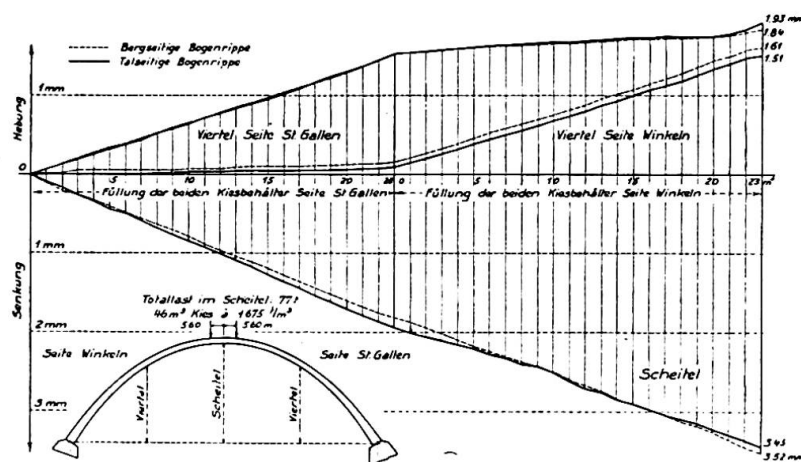 1.93 mm
1.84
1.61
1.51
Bergseitige Bogenrippe
Talseitige Bogenrippe
1 mm
Hebung
Viertel Seite St. Gallen
Viertel Seite Winkeln
0
5
10
15
20
23
0
5
10
15
20
23 m³
Füllung der beiden Kiesbehälter Seite St. Gallen
Füllung der beiden Kiesbehälter Seite Winkeln
1 mm
Senkung
Totallast im Scheitel: 77 t
46 m³ Kies à 1675 /m³
5.60
5.60 m
2 mm
Seite Winkeln
Seite St. Gallen
Scheitel
3 mm
Viertel
Scheitel
Viertel
3.45
3.52 mm